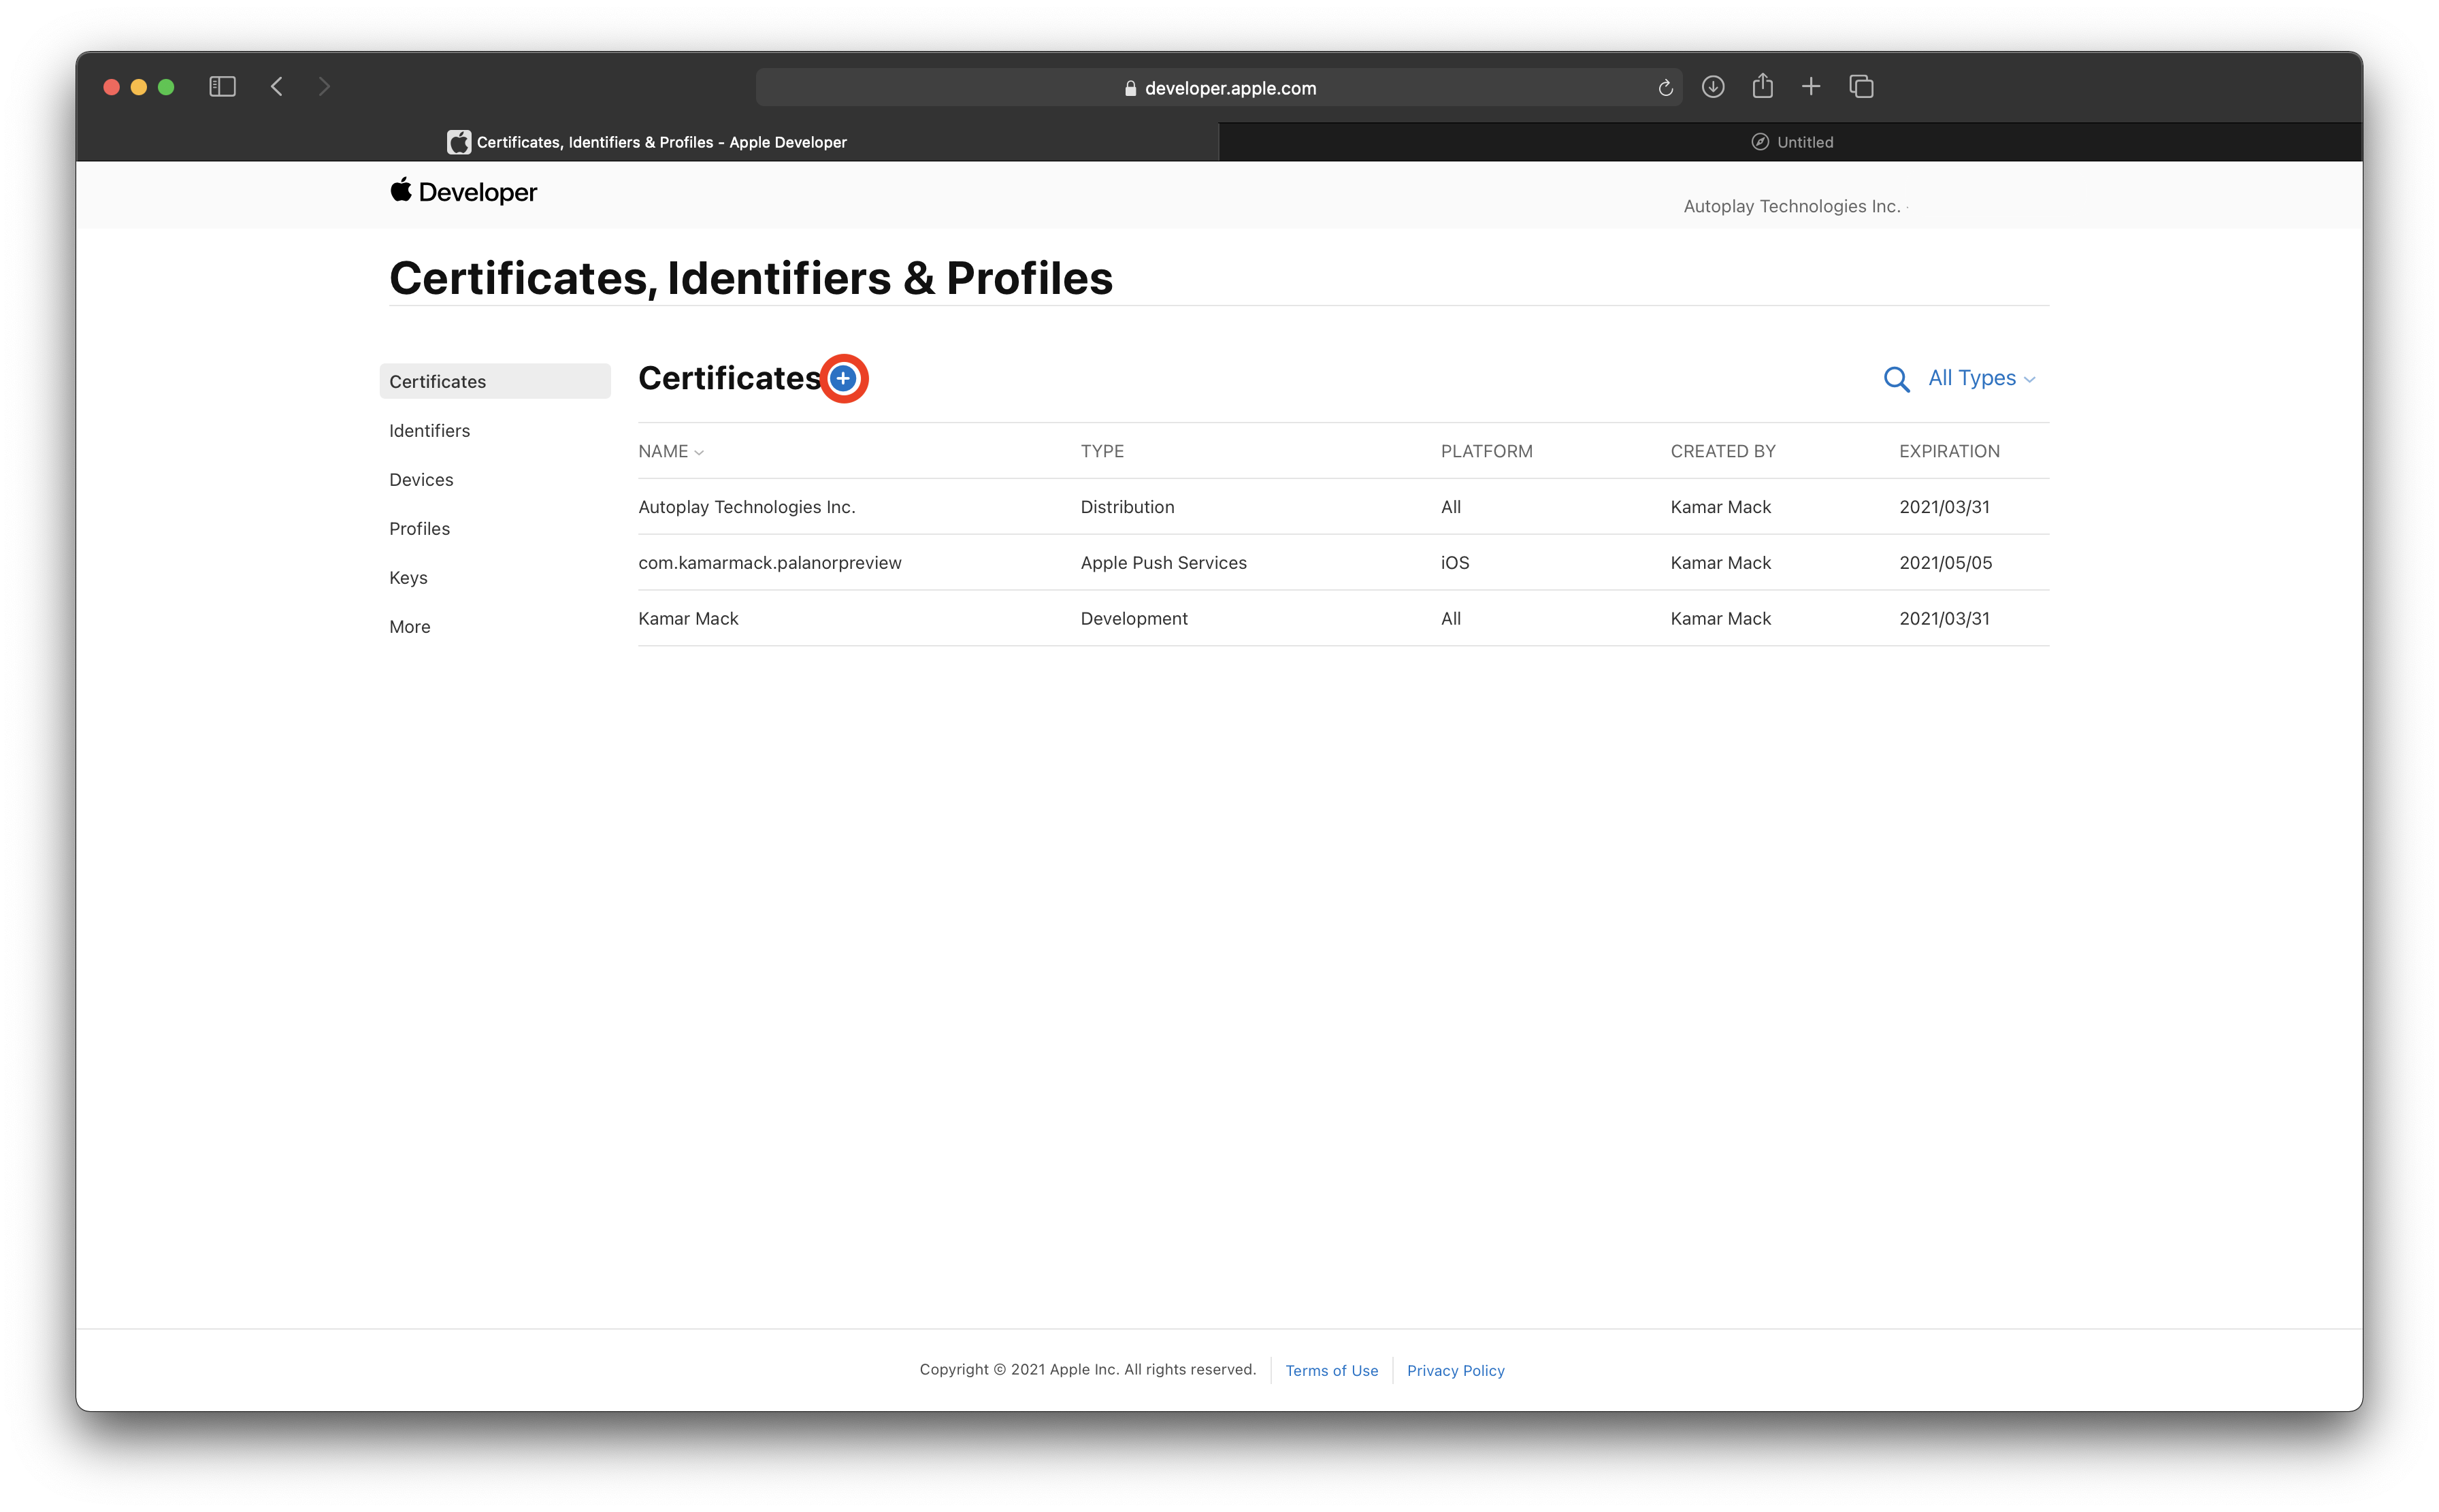 developer.apple.com
Certificates, Identifiers & Profiles - Apple Developer
Untitled
Developer
Autoplay Technologies Inc.
Certificates, Identifiers & Profiles
Certificates
Identifiers
Devices
Profiles
Keys
More
Certificates
All Types
NAME TYPE PLATFORM CREATED BY EXPIRATION
Autoplay Technologies Inc. Distribution All Kamar Mack 2021/03/31
com.kamarmack.palanorpreview Apple Push Services iOS Kamar Mack 2021/05/05
Kamar Mack Development All Kamar Mack 2021/03/31
Copyright © 2021 Apple Inc. All rights reserved. Terms of Use Privacy Policy